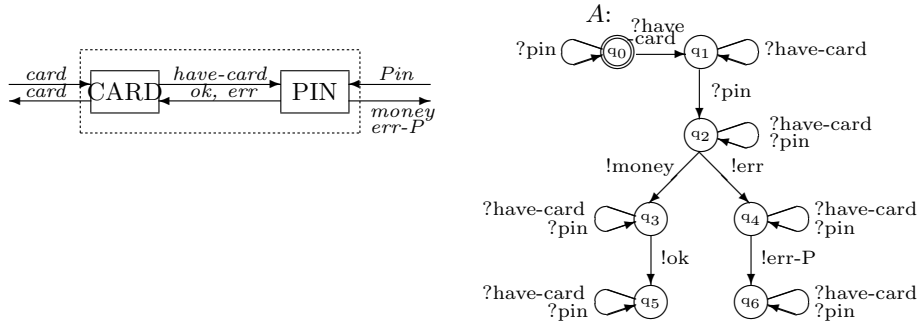 card
card
CARD
have-card
ok, err
PIN
Pin
money
err-P
A:
?pin
q0
?have
-card
q1
?have-card
?pin
q2
?have-card
?pin
!money
!err
?have-card
?pin
q3
q4
?have-card
?pin
!ok
!err-P
?have-card
?pin
q5
q6
?have-card
?pin